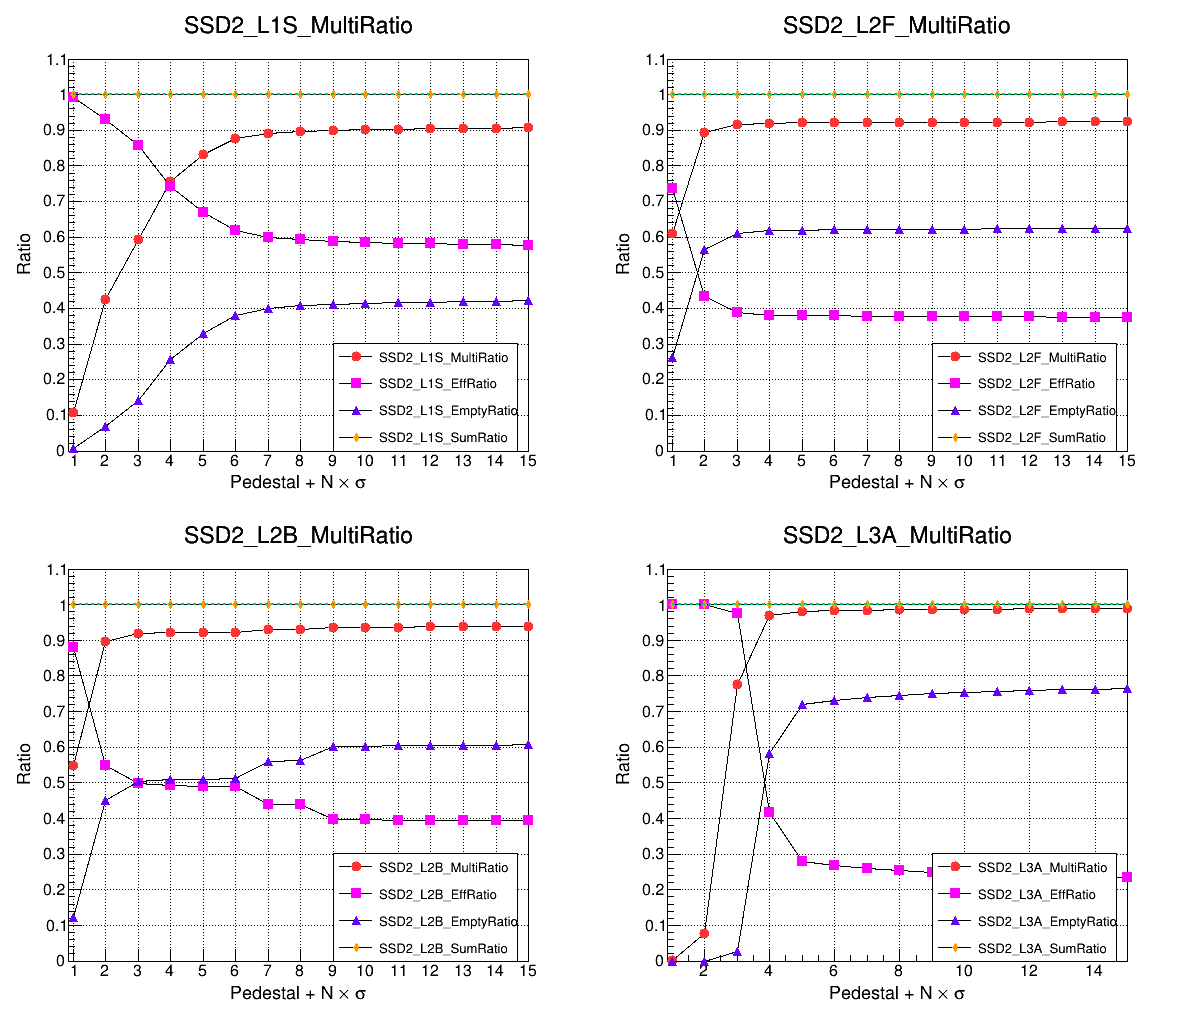 SSD2_L1S_MultiRatio
1.1
1
0.9
0.8
0.7
0.6
0.5
0.4
0.3
0.2
0.1
0
Ratio
SSD2_L1S_MultiRatio
SSD2_L1S_EffRatio
SSD2_L1S_EmptyRatio
SSD2_L1S_SumRatio
1 2 3 4 5 6 7 8 9 10 11 12 13 14 15
Pedestal + N × σ
SSD2_L2F_MultiRatio
1.1
1
0.9
0.8
0.7
0.6
0.5
0.4
0.3
0.2
0.1
0
Ratio
SSD2_L2F_MultiRatio
SSD2_L2F_EffRatio
SSD2_L2F_EmptyRatio
SSD2_L2F_SumRatio
1 2 3 4 5 6 7 8 9 10 11 12 13 14 15
Pedestal + N × σ
SSD2_L2B_MultiRatio
1.1
1
0.9
0.8
0.7
0.6
0.5
0.4
0.3
0.2
0.1
0
Ratio
SSD2_L2B_MultiRatio
SSD2_L2B_EffRatio
SSD2_L2B_EmptyRatio
SSD2_L2B_SumRatio
1 2 3 4 5 6 7 8 9 10 11 12 13 14 15
Pedestal + N × σ
SSD2_L3A_MultiRatio
1.1
1
0.9
0.8
0.7
0.6
0.5
0.4
0.3
0.2
0.1
0
Ratio
SSD2_L3A_MultiRatio
SSD2_L3A_EffRatio
SSD2_L3A_EmptyRatio
SSD2_L3A_SumRatio
2 4 6 8 10 12 14
Pedestal + N × σ